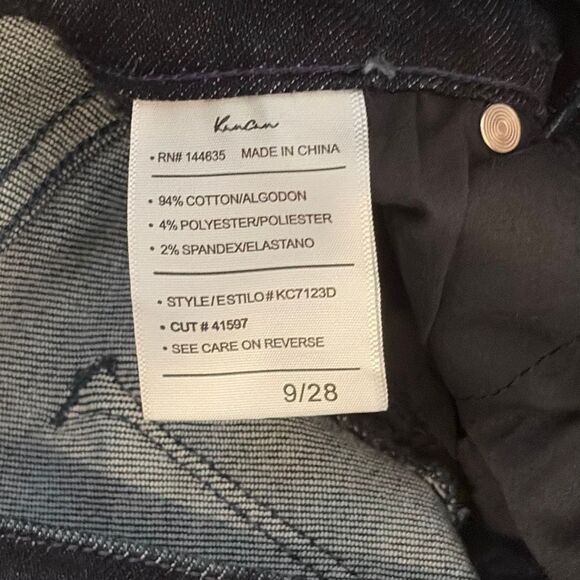 KanCan
• RN# 144635 MADE IN CHINA
• 94% COTTON/ALGODON
• 4% POLYESTER/POLIESTER
• 2% SPANDEX/ELASTANO
• STYLE/ESTILO#KC7123D
• CUT # 41597
• SEE CARE ON REVERSE
9/28